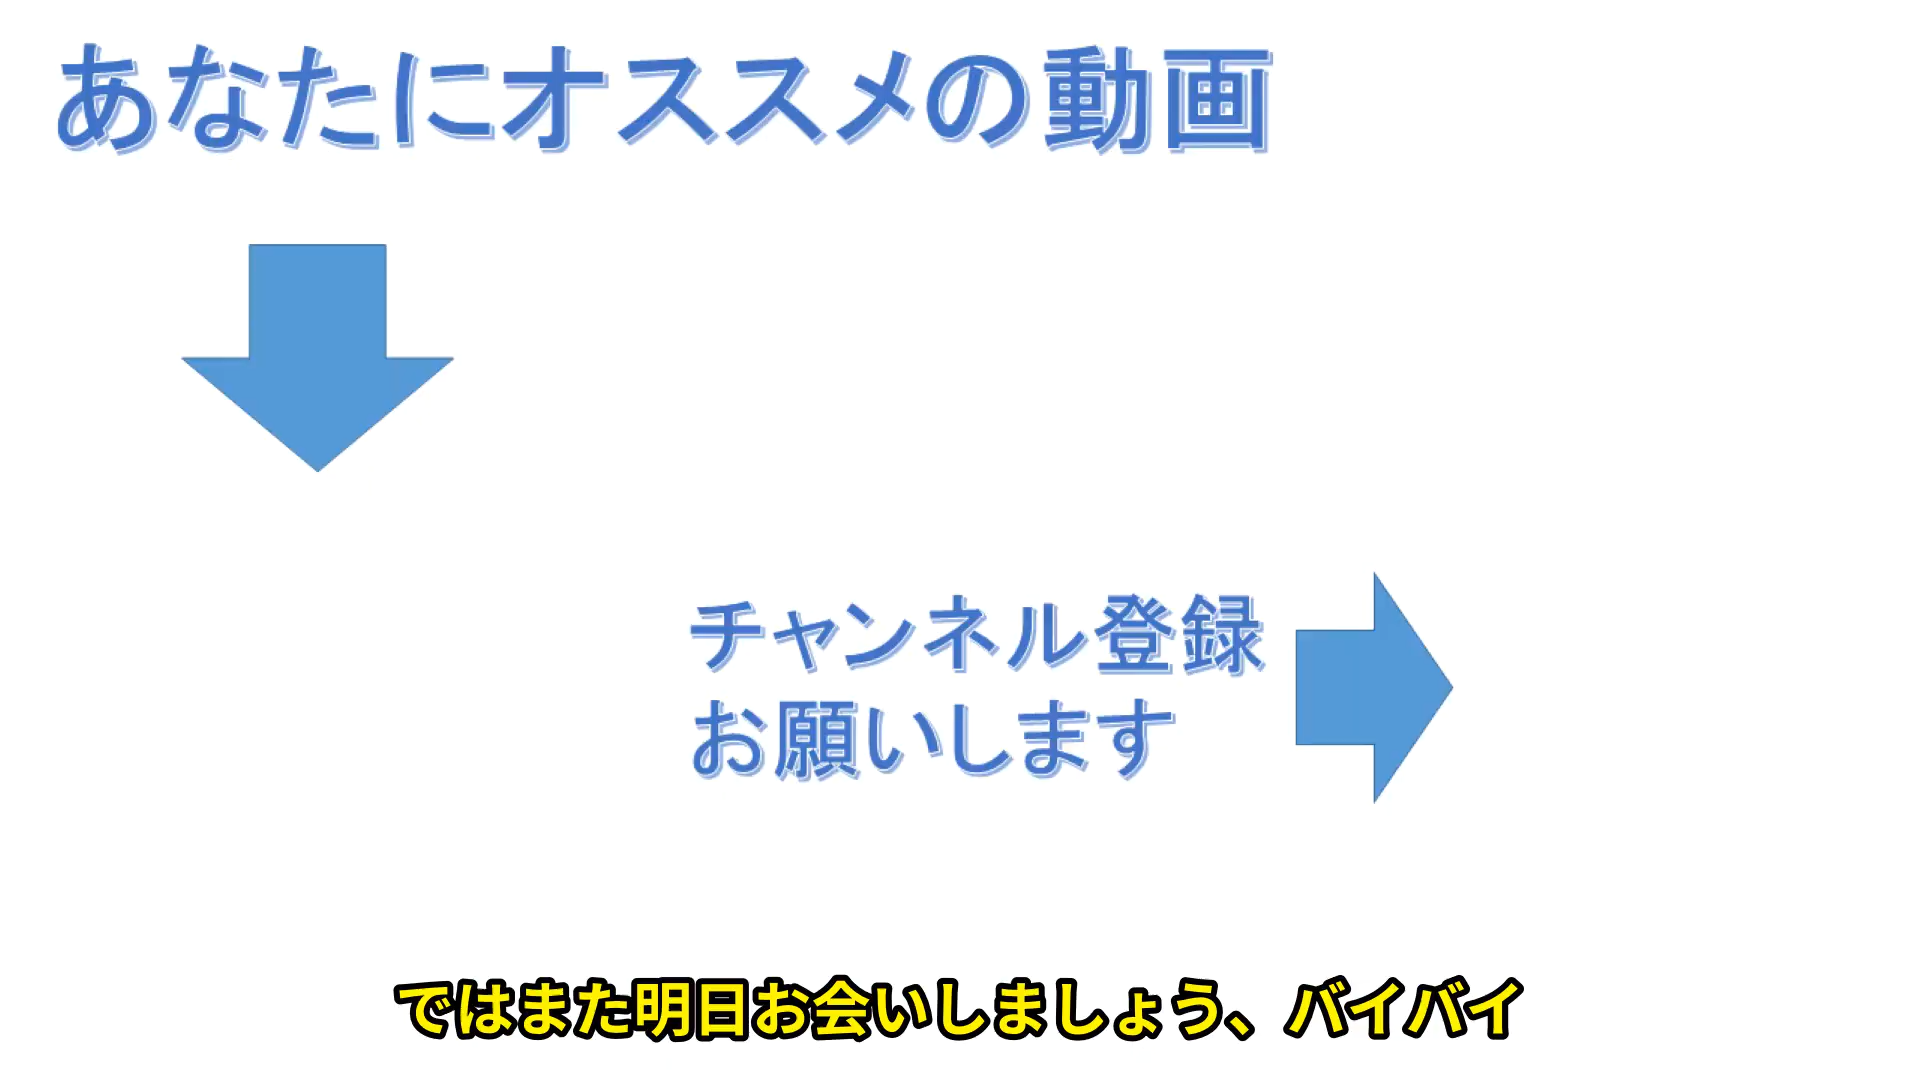 あなたにオススメの動画
チャンネル登録
お願いします
ではまた明日お会いしましょう、バイバイ